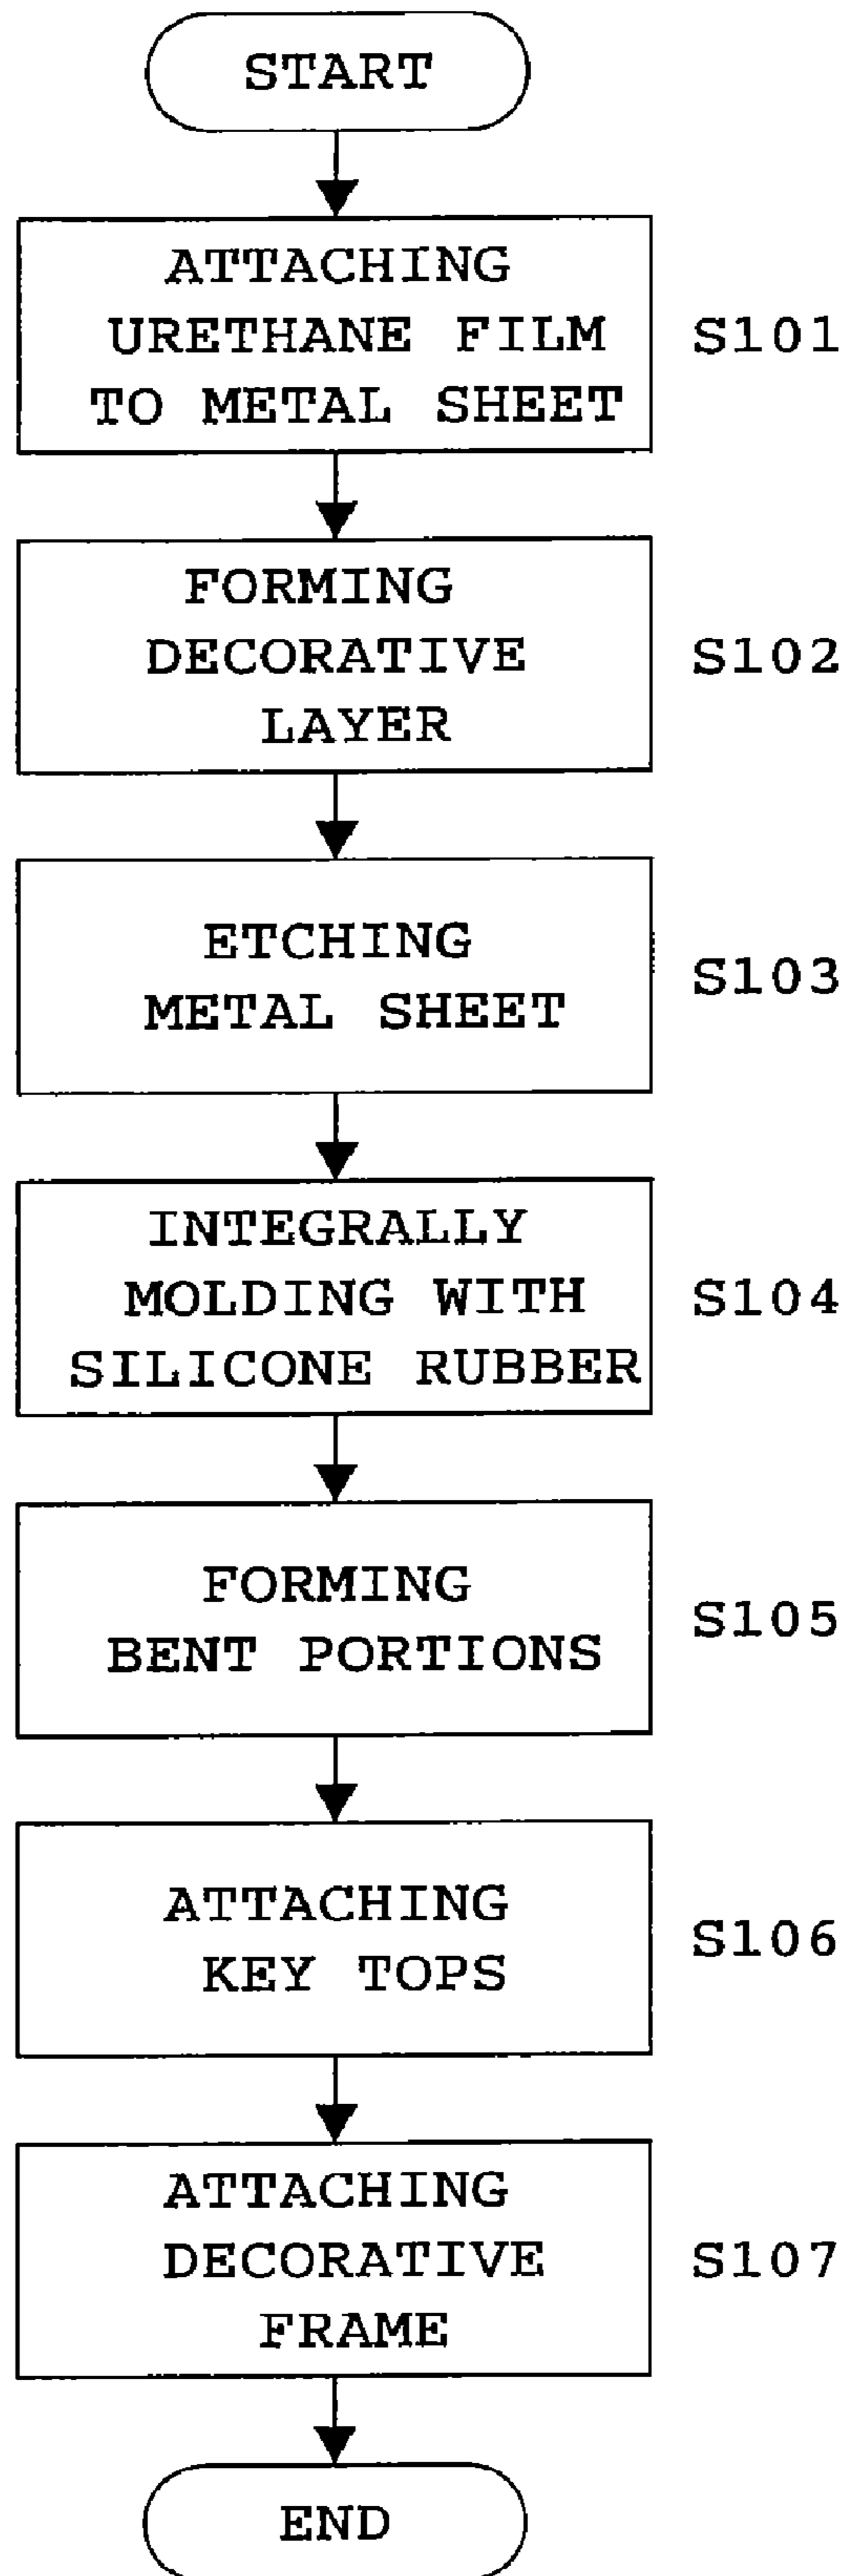 START
ATTACHING
URETHANE FILM
TO METAL SHEET
S101
FORMING
DECORATIVE
LAYER
S102
ETCHING
METAL SHEET
S103
INTEGRALLY
MOLDING WITH
SILICONE RUBBER
S104
FORMING
BENT PORTIONS
S105
ATTACHING
KEY TOPS
S106
ATTACHING
DECORATIVE
FRAME
S107
END